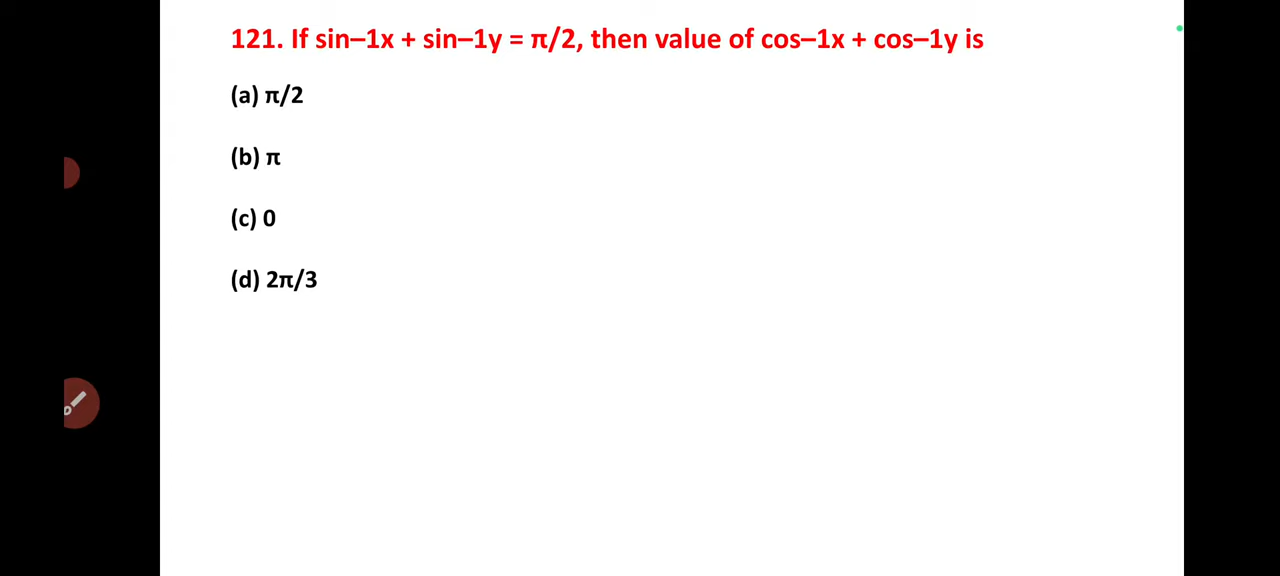 121. If sin–1x + sin–1y = π/2, then value of cos–1x + cos–1y is
(a) π/2
(b) π
(c) 0
(d) 2π/3